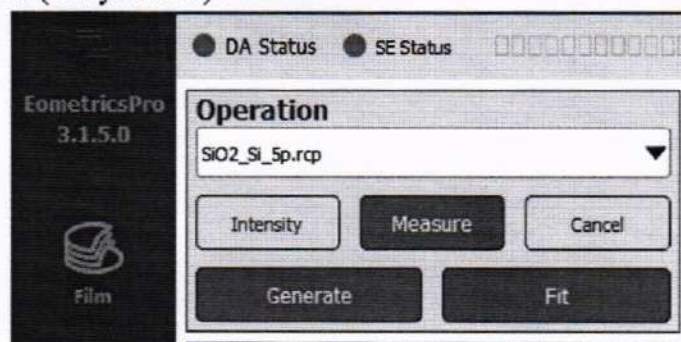 DA Status SE Status
EometricsPro
3.1.5.0
Operation
SiO2_Si_5p.rcp
Intensity Measure Cancel
Generate Fit
Film